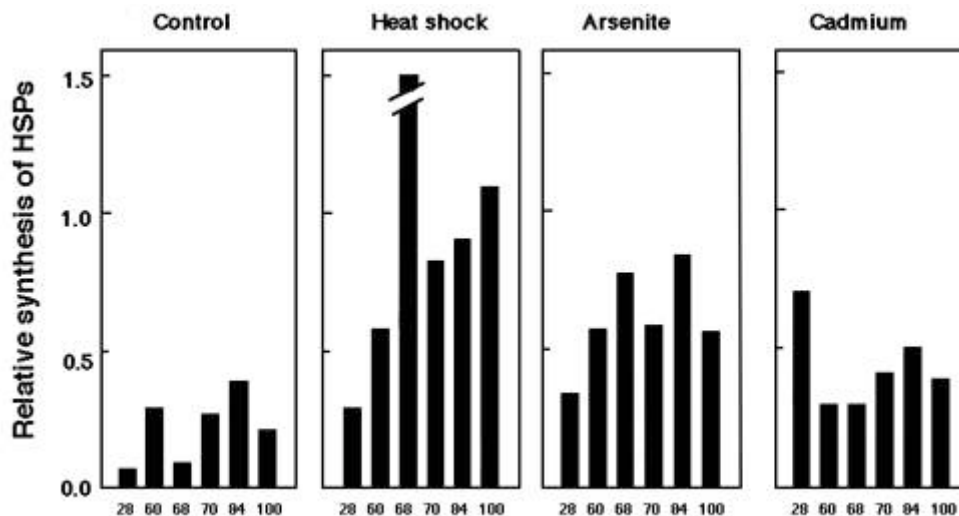 Control Heat shock Arsenite Cadmium
Relative synthesis of HSPs
1.5
1.0
0.5
0.0
28 60 68 70 84 100 28 60 68 70 84 100 28 60 68 70 84 100 28 60 68 70 84 100